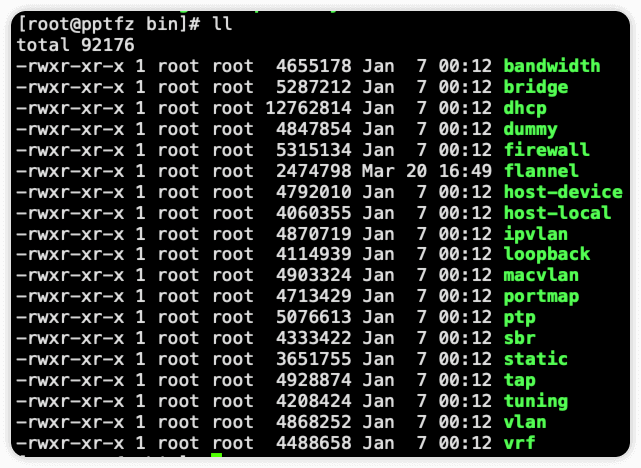 [root@pptfz bin]# ll
total 92176
-rwxr-xr-x 1 root root  4655178 Jan  7 00:12 bandwidth
-rwxr-xr-x 1 root root  5287212 Jan  7 00:12 bridge
-rwxr-xr-x 1 root root 12762814 Jan  7 00:12 dhcp
-rwxr-xr-x 1 root root  4847854 Jan  7 00:12 dummy
-rwxr-xr-x 1 root root  5315134 Jan  7 00:12 firewall
-rwxr-xr-x 1 root root  2474798 Mar 20 16:49 flannel
-rwxr-xr-x 1 root root  4792010 Jan  7 00:12 host-device
-rwxr-xr-x 1 root root  4060355 Jan  7 00:12 host-local
-rwxr-xr-x 1 root root  4870719 Jan  7 00:12 ipvlan
-rwxr-xr-x 1 root root  4114939 Jan  7 00:12 loopback
-rwxr-xr-x 1 root root  4903324 Jan  7 00:12 macvlan
-rwxr-xr-x 1 root root  4713429 Jan  7 00:12 portmap
-rwxr-xr-x 1 root root  5076613 Jan  7 00:12 ptp
-rwxr-xr-x 1 root root  4333422 Jan  7 00:12 sbr
-rwxr-xr-x 1 root root  3651755 Jan  7 00:12 static
-rwxr-xr-x 1 root root  4928874 Jan  7 00:12 tap
-rwxr-xr-x 1 root root  4208424 Jan  7 00:12 tuning
-rwxr-xr-x 1 root root  4868252 Jan  7 00:12 vlan
-rwxr-xr-x 1 root root  4488658 Jan  7 00:12 vrf